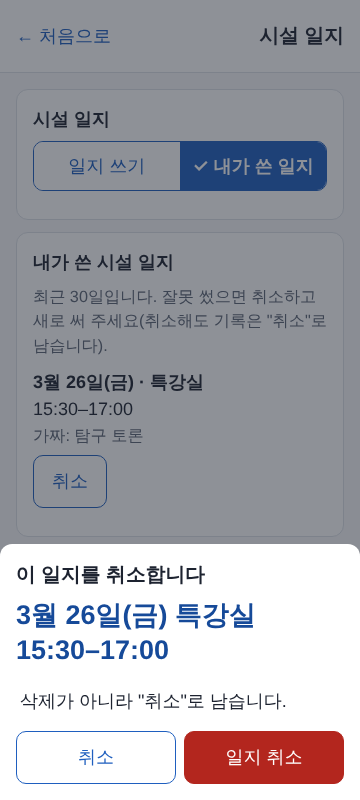 ← 처음으로
시설 일지
시설 일지
일지 쓰기
✓ 내가 쓴 일지
내가 쓴 시설 일지
최근 30일입니다. 잘못 썼으면 취소하고
새로 써 주세요(취소해도 기록은 "취소"로
남습니다).
3월 26일(금) · 특강실
15:30–17:00
가짜: 탐구 토론
취소
이 일지를 취소합니다
3월 26일(금) 특강실
15:30–17:00
삭제가 아니라 "취소"로 남습니다.
취소
일지 취소